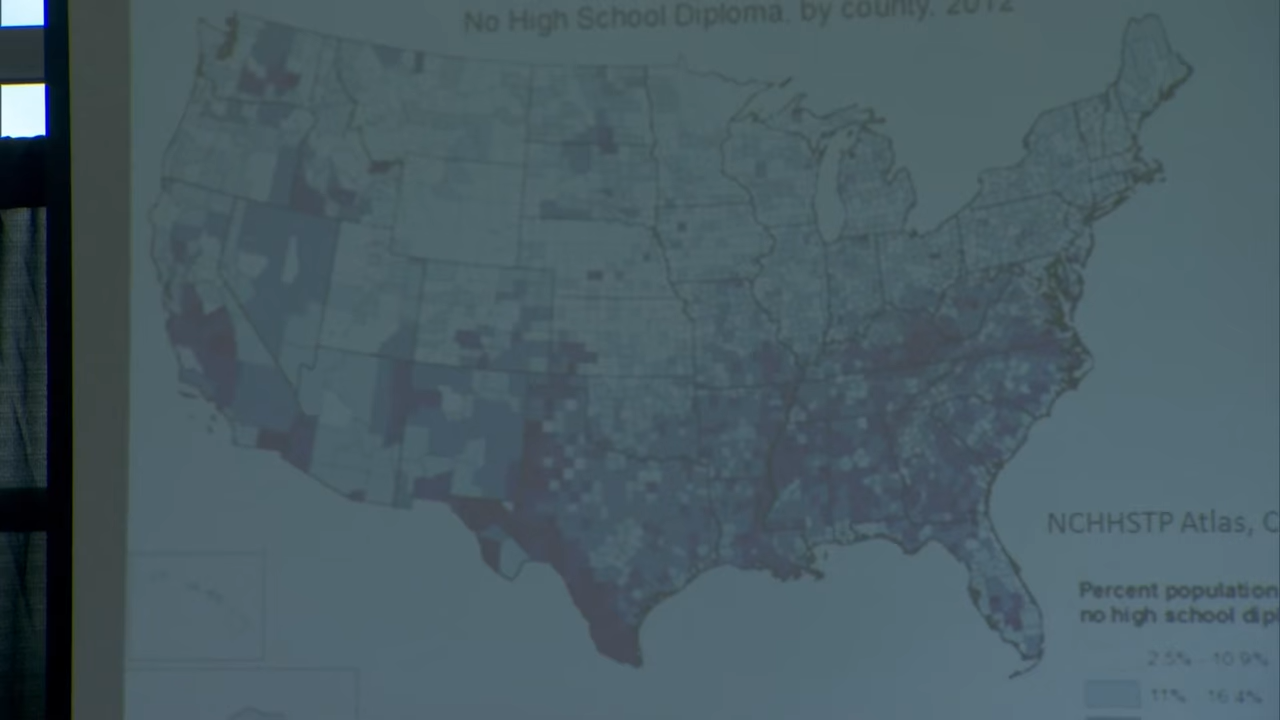 No High School Diploma, by county. 2012
NCHHSTP Atlas, C
Percent population
no high school dip
2.5% - 10.9%
11% - 16.4%